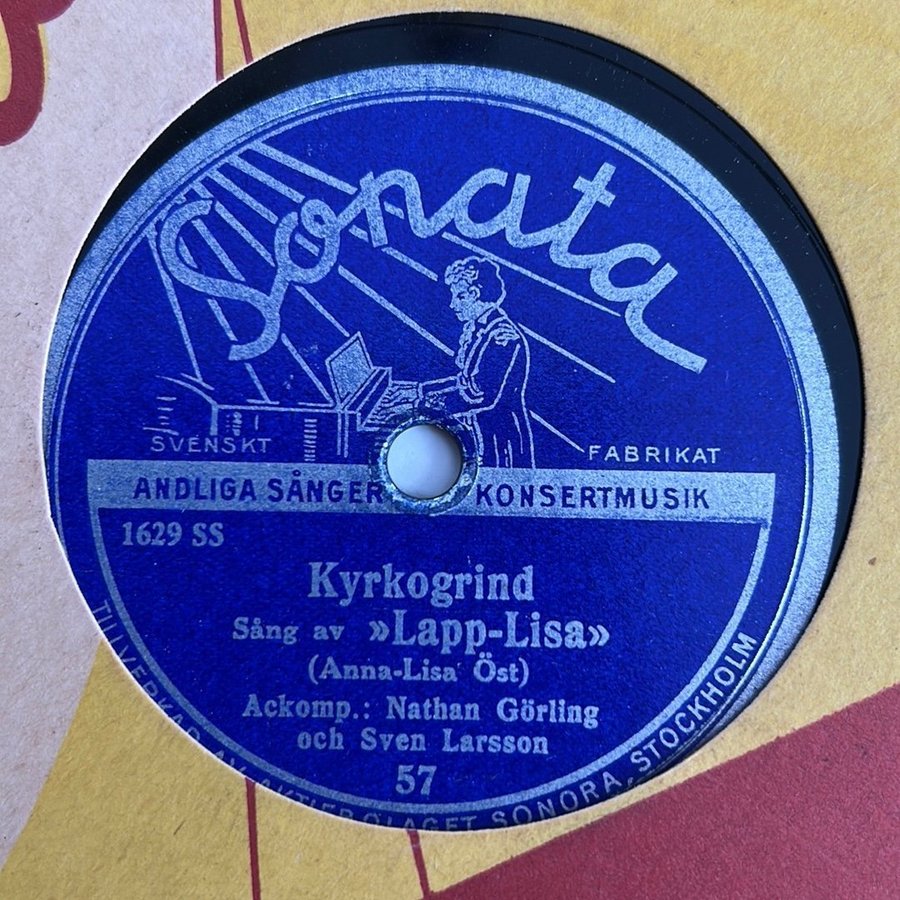 Sonata
SVENSKT FABRIKAT
ANDLIGA SÅNGER KONSERTMUSIK
1629 SS
Kyrkogrind
Sång av »Lapp-Lisa»
(Anna-Lisa Öst)
Ackomp.: Nathan Görling
och Sven Larsson
57
TILLVERKAD AV AKTIEBOLAGET SONORA, STOCKHOLM